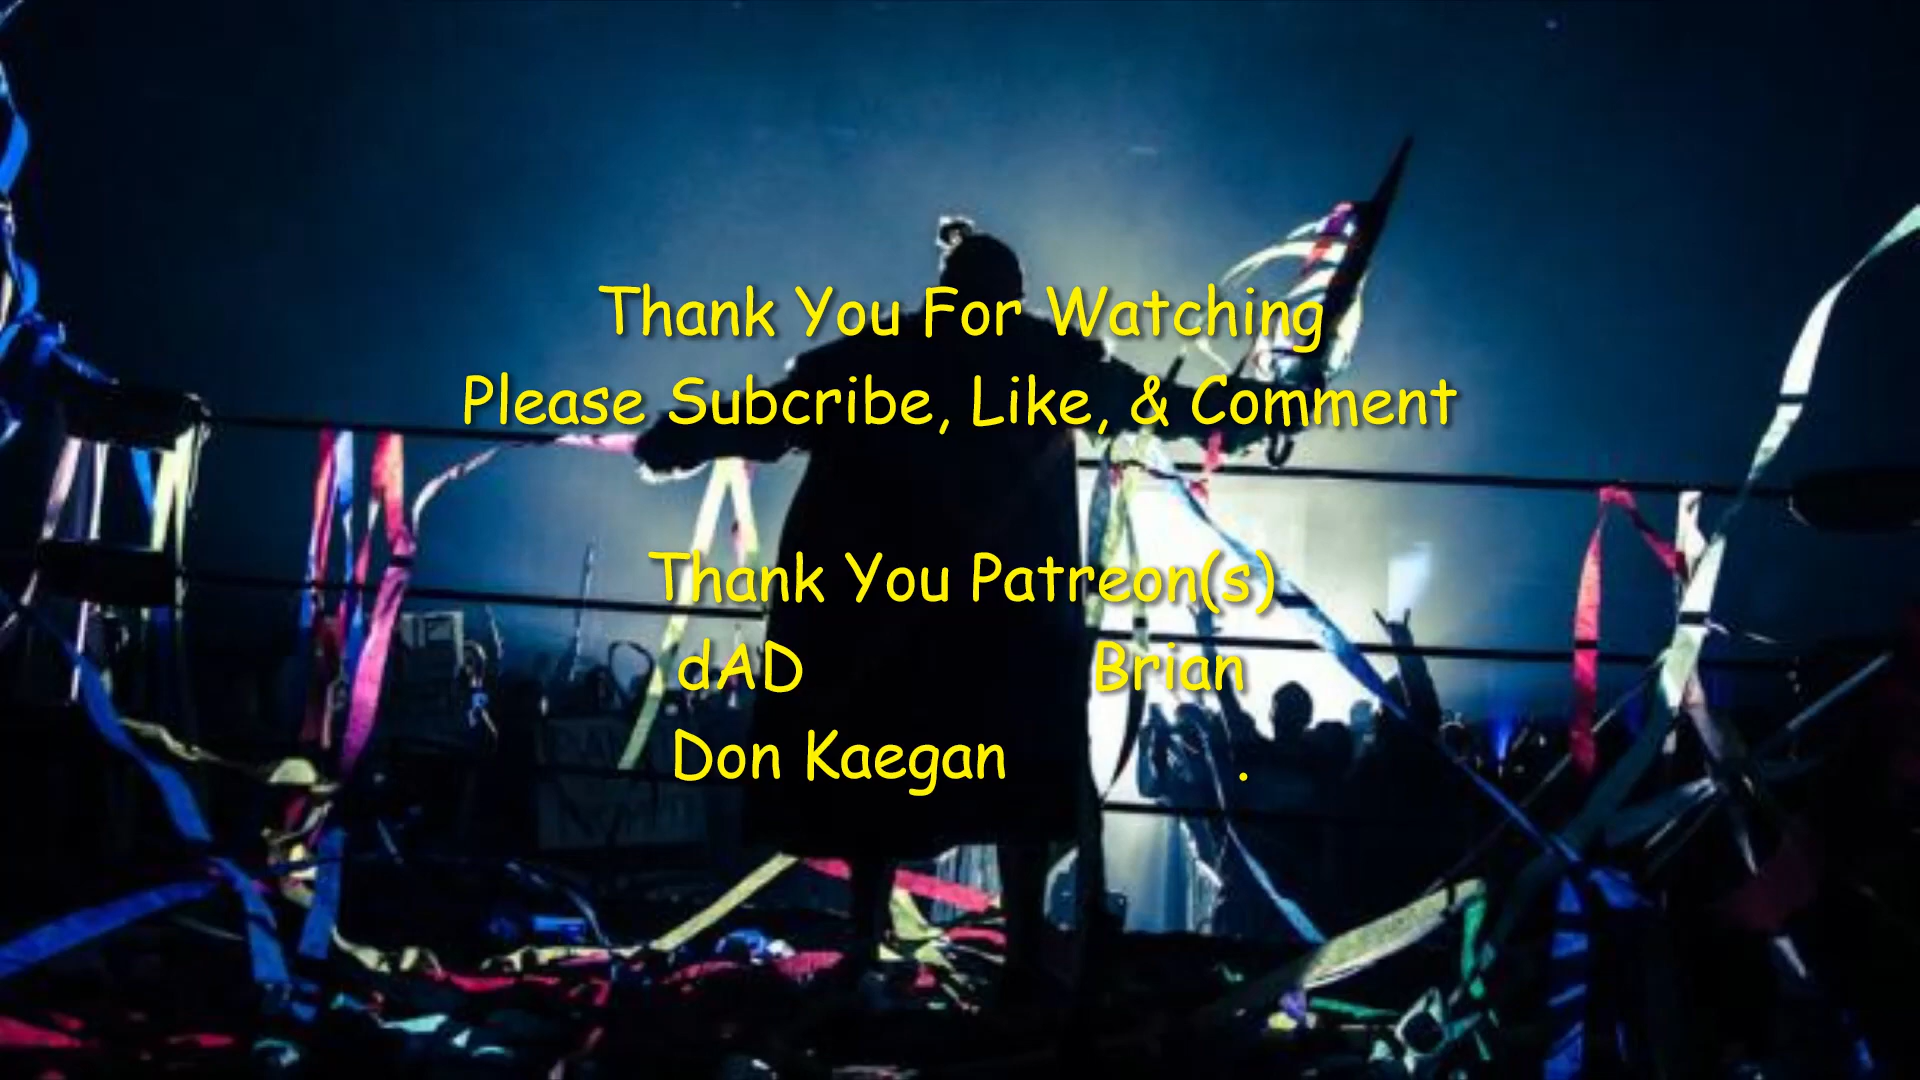 Thank You For Watching
Please Subcribe, Like, & Comment
Thank You Patreon(s)
dAD Brian
Don Kaegan .